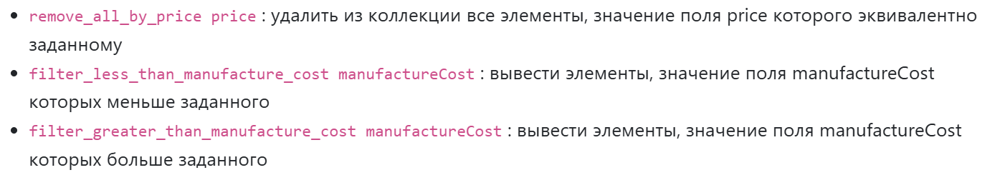 remove_all_by_price price : удалить из коллекции все элементы, значение поля price которого эквивалентно
заданному
filter_less_than_manufacture_cost manufactureCost : вывести элементы, значение поля manufactureCost
которых меньше заданного
filter_greater_than_manufacture_cost manufactureCost : вывести элементы, значение поля manufactureCost
которых больше заданного